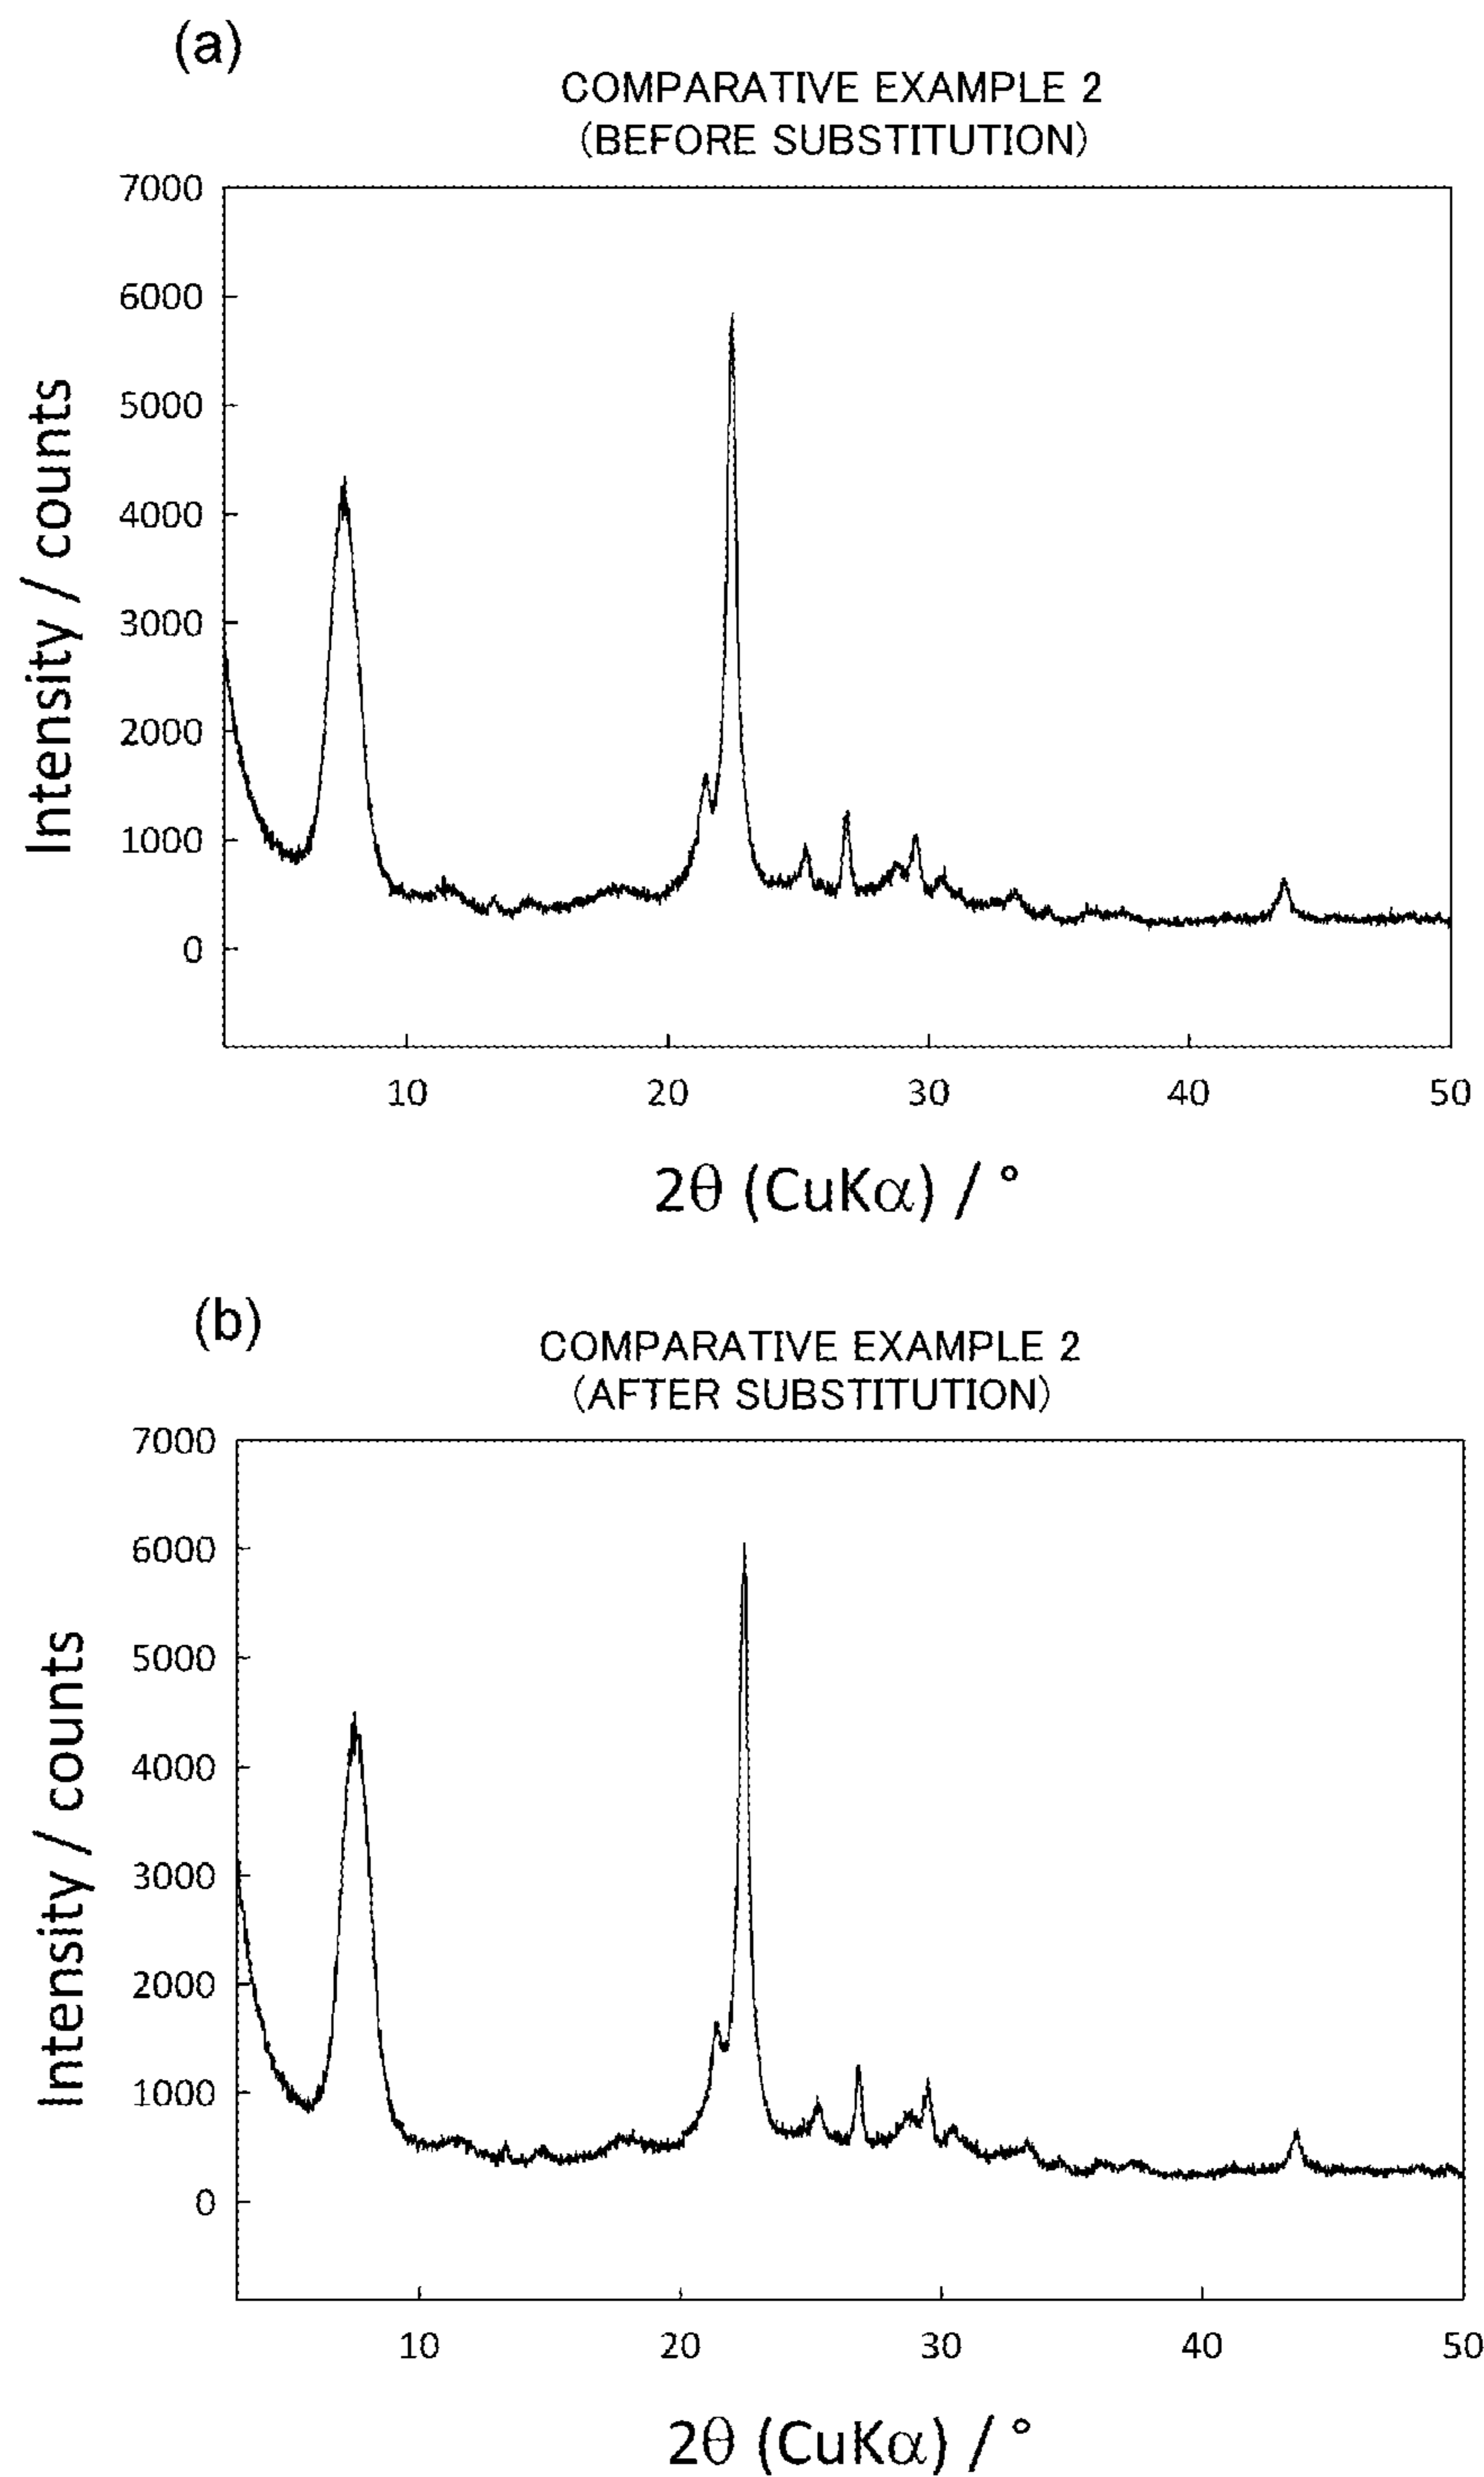 (a)
COMPARATIVE EXAMPLE 2
(BEFORE SUBSTITUTION)
7000
6000
5000
4000
3000
2000
1000
0
Intensity / counts
10 20 30 40 50
2θ (CuKα) / °
(b)
COMPARATIVE EXAMPLE 2
(AFTER SUBSTITUTION)
7000
6000
5000
4000
3000
2000
1000
0
Intensity / counts
10 20 30 40 50
2θ (CuKα) / °